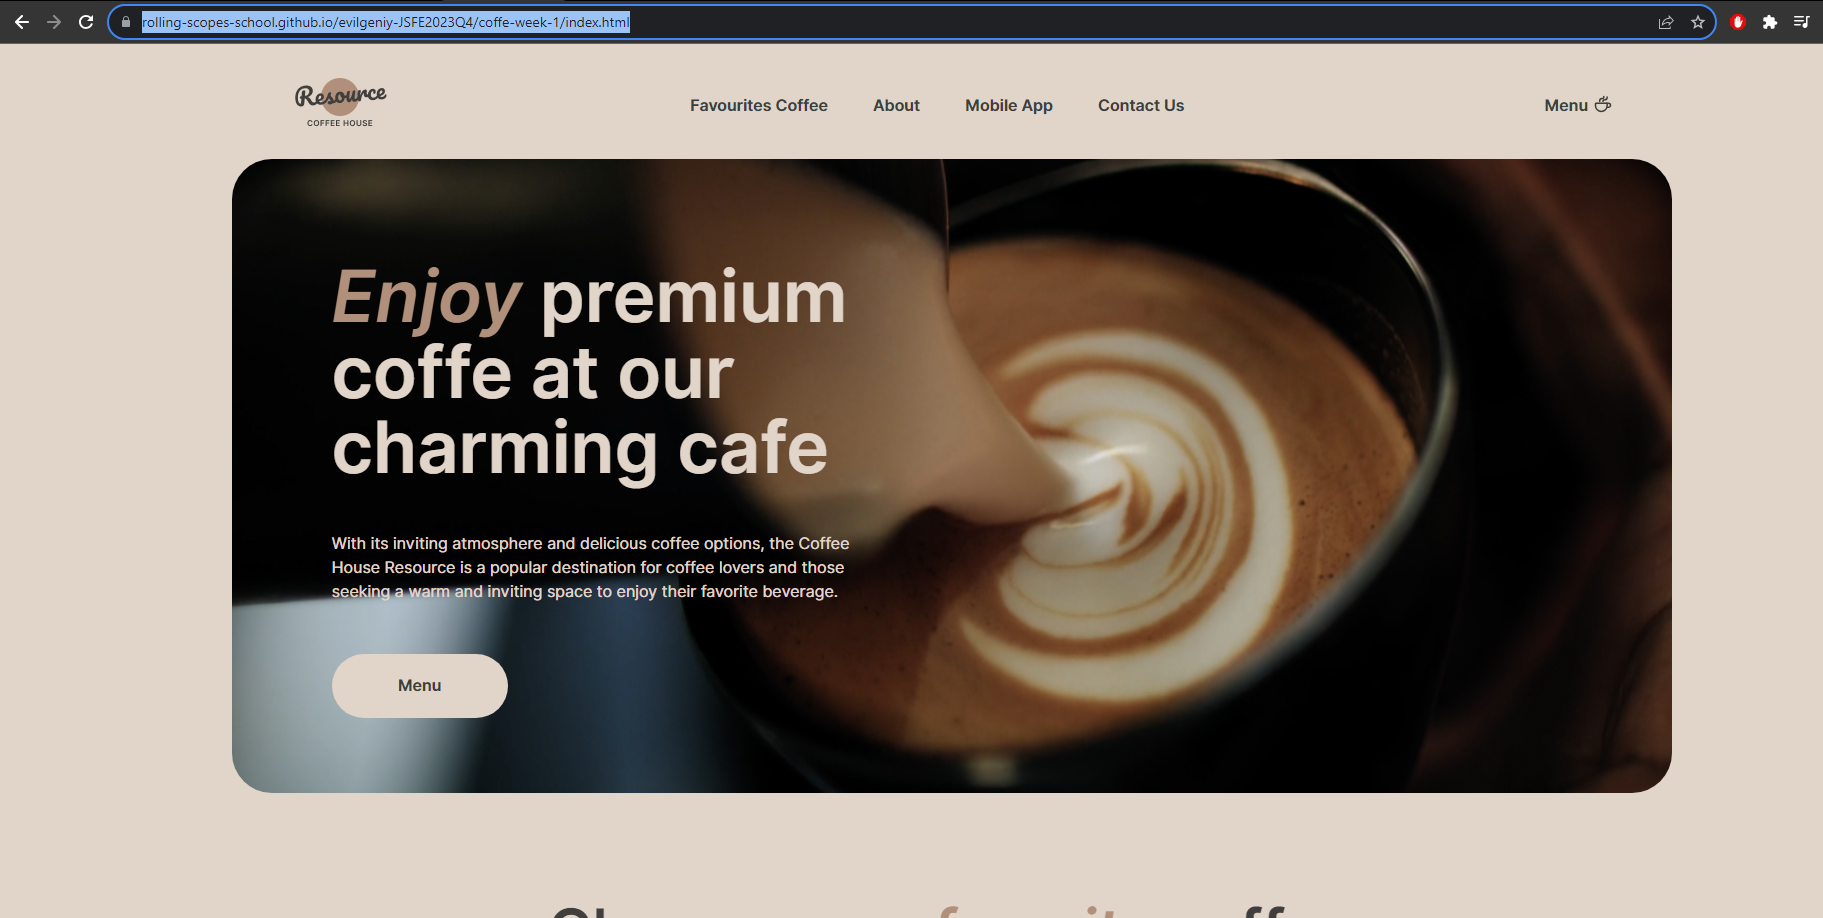 rolling-scopes-school.github.io/evilgeniy-JSFE2023Q4/coffe-week-1/index.html
Resource
COFFEE HOUSE
Favourites Coffee
About
Mobile App
Contact Us
Menu
Enjoy premium
coffe at our
charming cafe
With its inviting atmosphere and delicious coffee options, the Coffee
House Resource is a popular destination for coffee lovers and those
seeking a warm and inviting space to enjoy their favorite beverage.
Menu